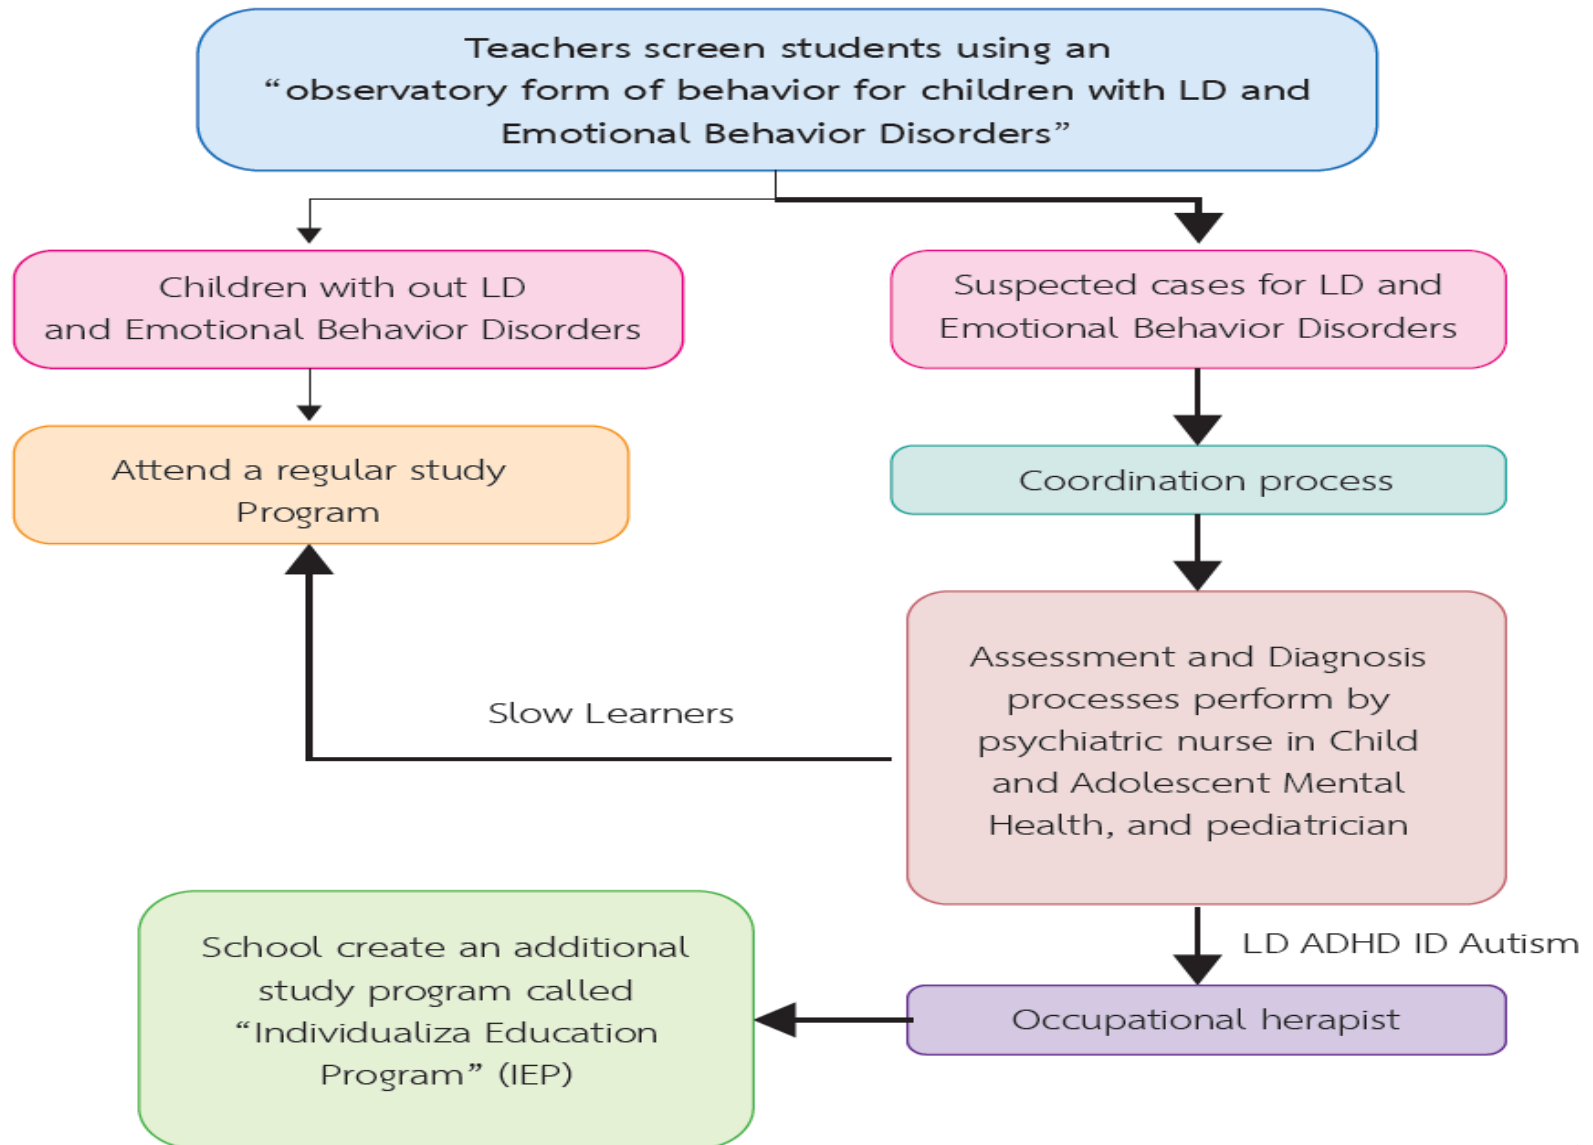 Teachers screen students using an
“observatory form of behavior for children with LD and
Emotional Behavior Disorders”
Children with out LD
and Emotional Behavior Disorders
Suspected cases for LD and
Emotional Behavior Disorders
Attend a regular study
Program
Coordination process
Assessment and Diagnosis
processes perform by
psychiatric nurse in Child
and Adolescent Mental
Health, and pediatrician
Slow Learners
LD ADHD ID Autism
Occupational herapist
School create an additional
study program called
“Individualiza Education
Program” (IEP)